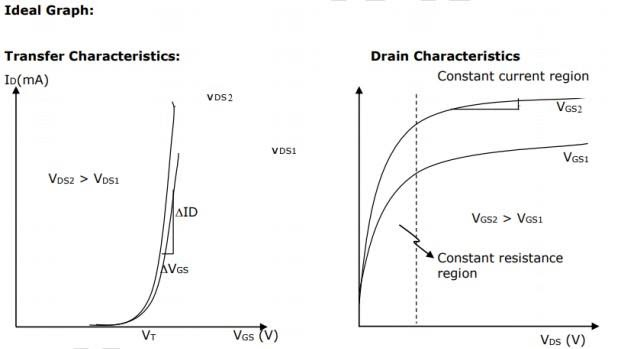 Ideal Graph:
Transfer Characteristics:
ID(mA)
VDS2
VDS1
VDS2 > VDS1
ΔID
ΔVGS
VT
VGS (V)
Drain Characteristics
Constant current region
VGS2
VGS1
VGS2 > VGS1
Constant resistance
region
VDS (V)